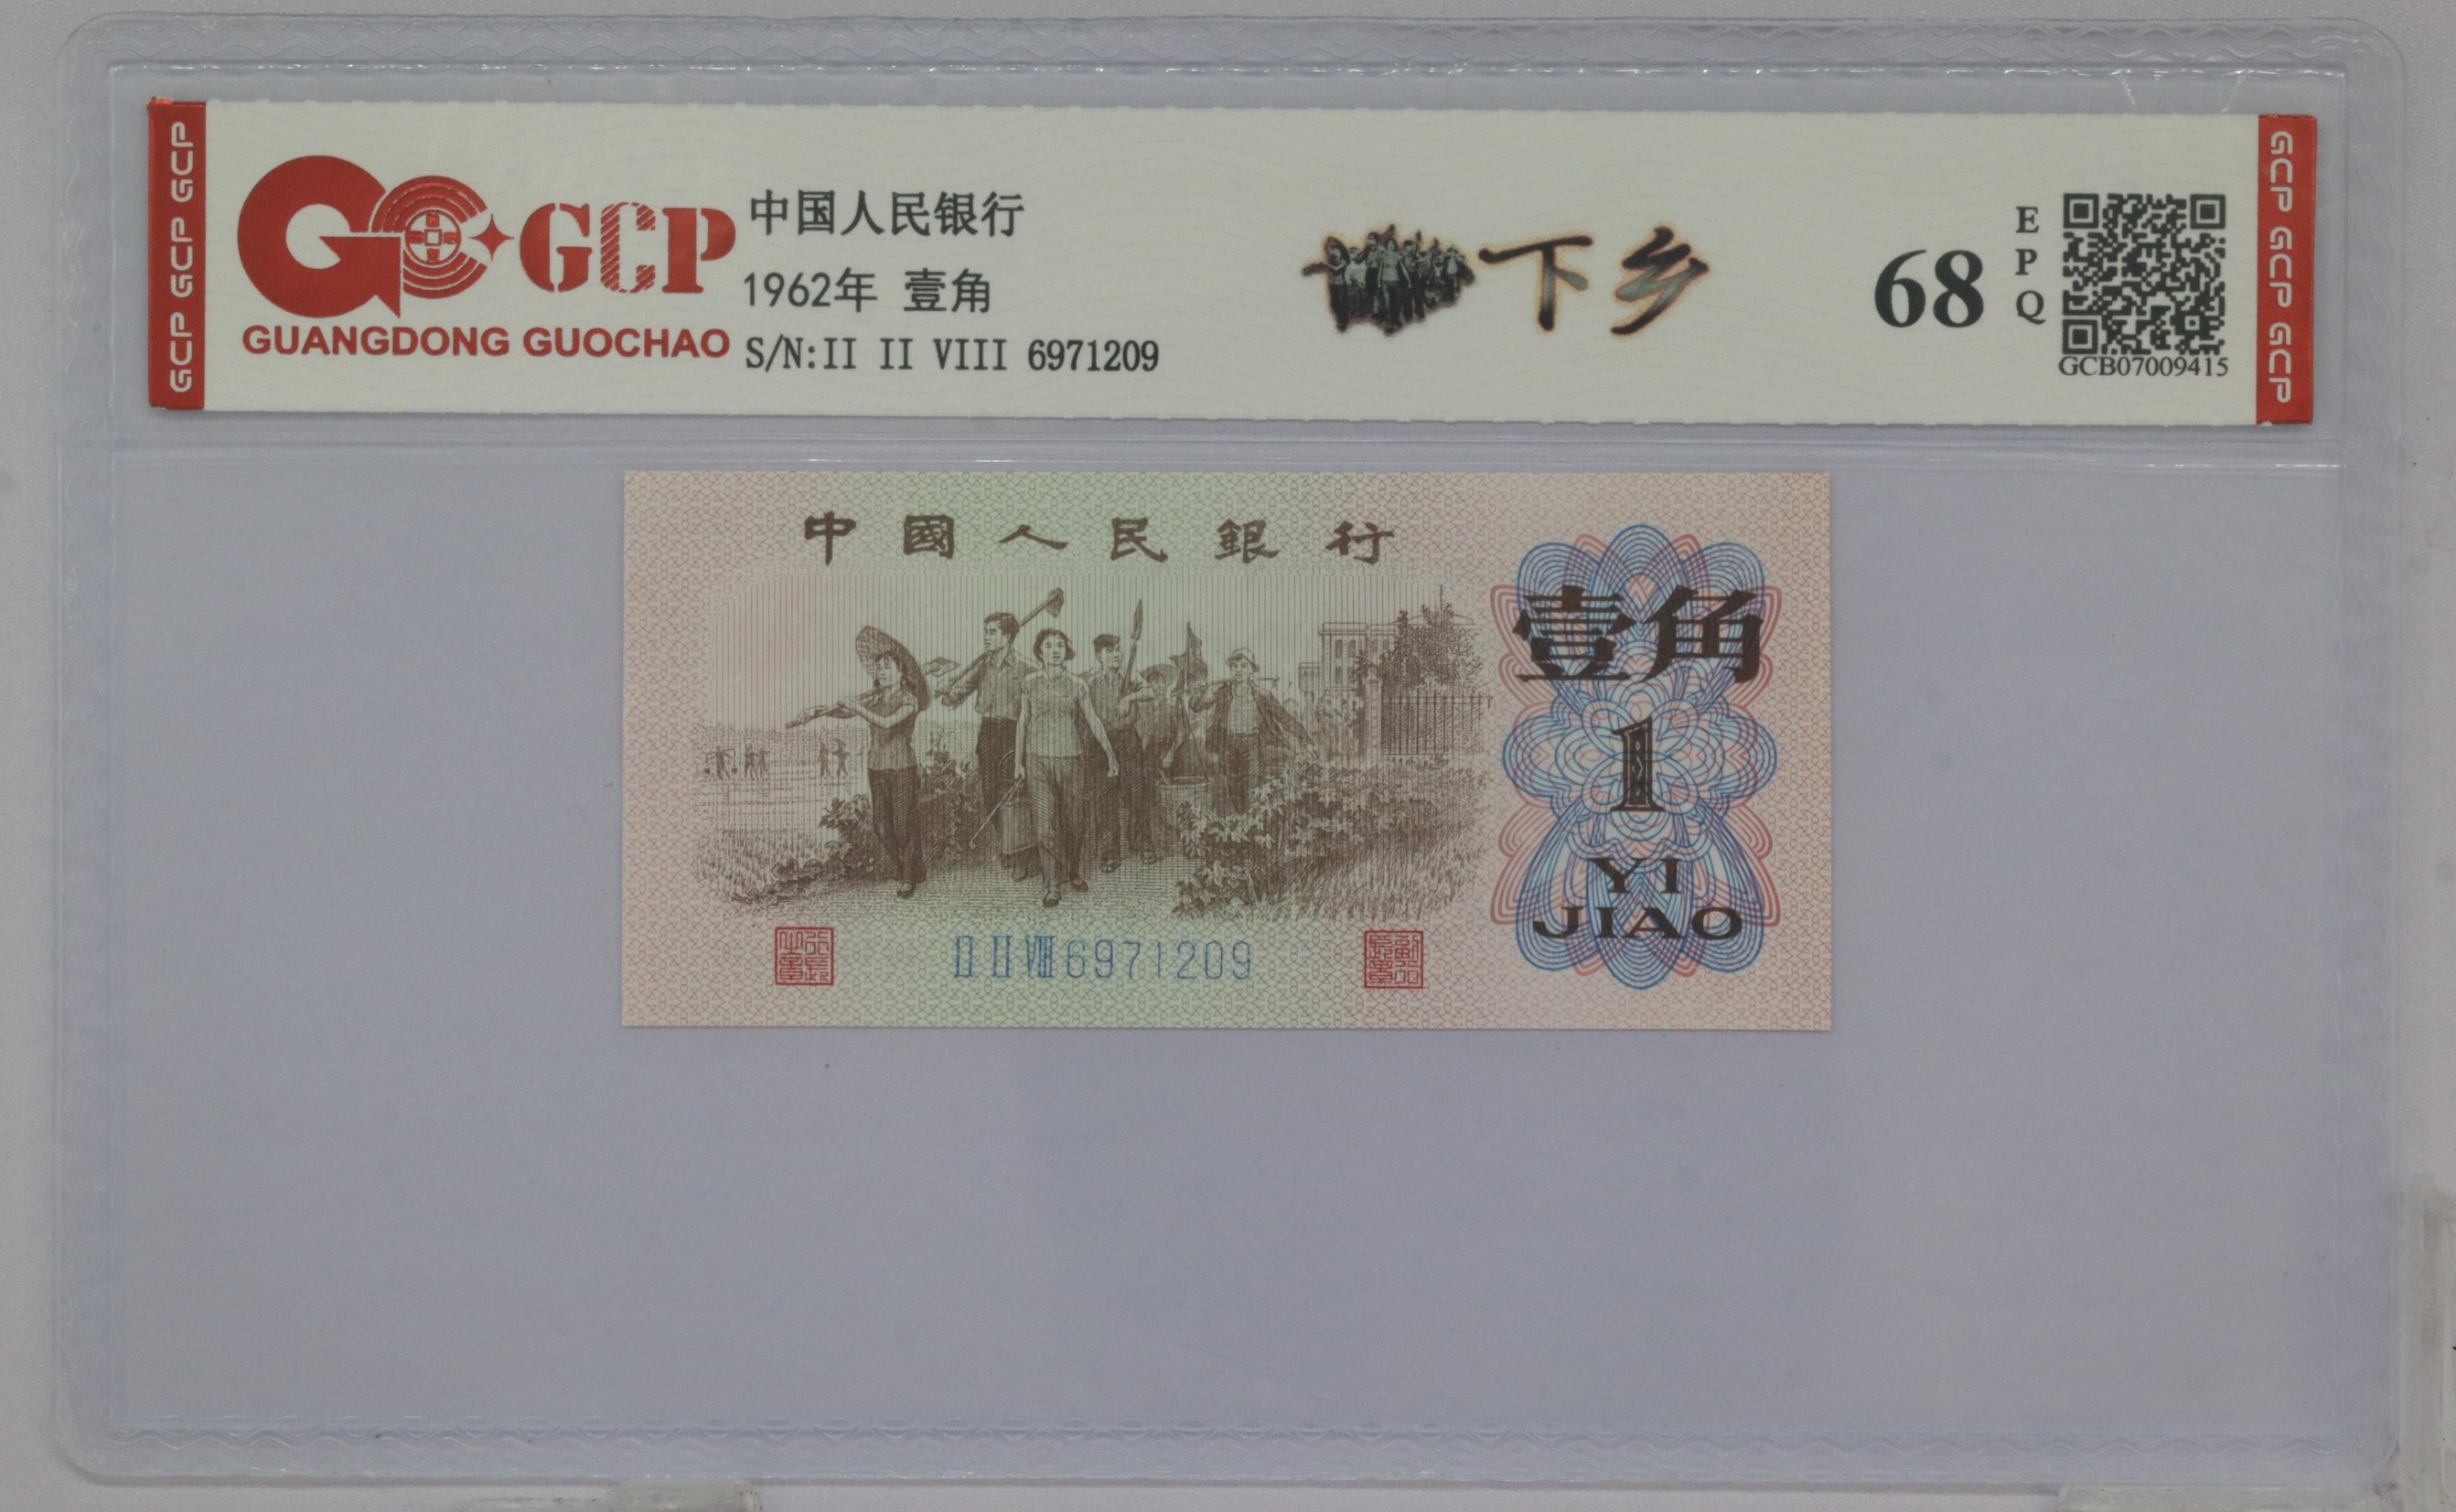 GCP GCP GCP
GCP
GUANGDONG GUOCHAO
中国人民银行
1962年 壹角
S/N:II II VIII 6971209
下乡
68
EPQ
GCB07009415
GCP GCP GCP
中國人民銀行
壹角
1
YI
JIAO
II II VIII 6971209